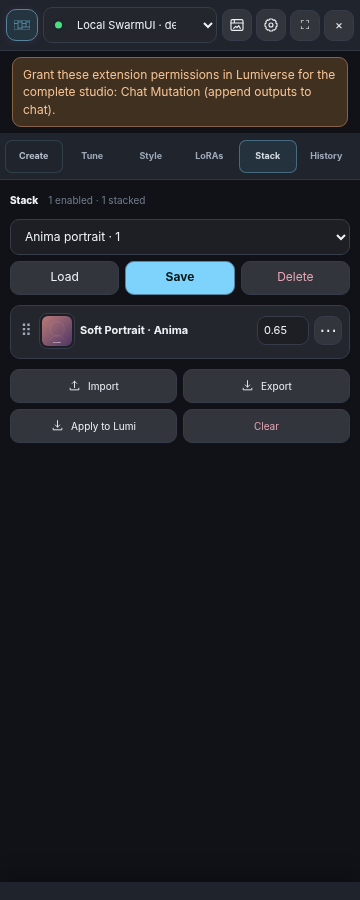 Local SwarmUI · de
Grant these extension permissions in Lumiverse for the
complete studio: Chat Mutation (append outputs to
chat).
Create
Tune
Style
LoRAs
Stack
History
Stack 1 enabled · 1 stacked
Anima portrait · 1
Load
Save
Delete
Soft Portrait · Anima
0.65
Import
Export
Apply to Lumi
Clear